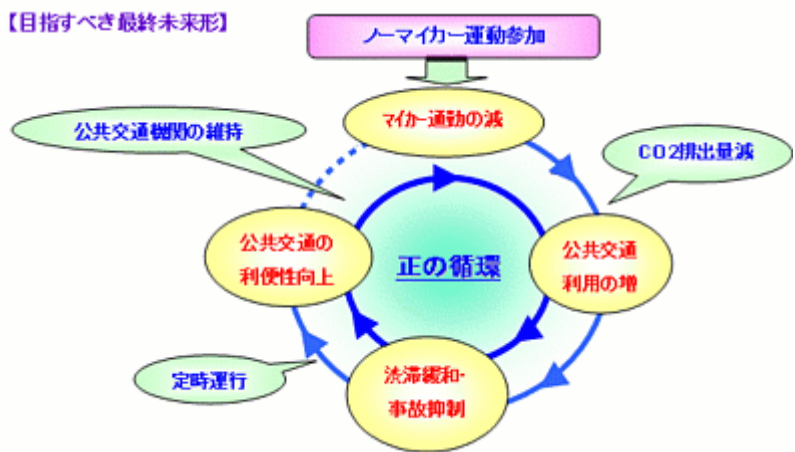 【目指すべき最終未来形】
ノーマイカー運動参加
マイカー通勤の減
公共交通機関の維持
CO2排出量減
公共交通の
利便性向上
正の循環
公共交通
利用の増
定時運行
渋滞緩和・
事故抑制